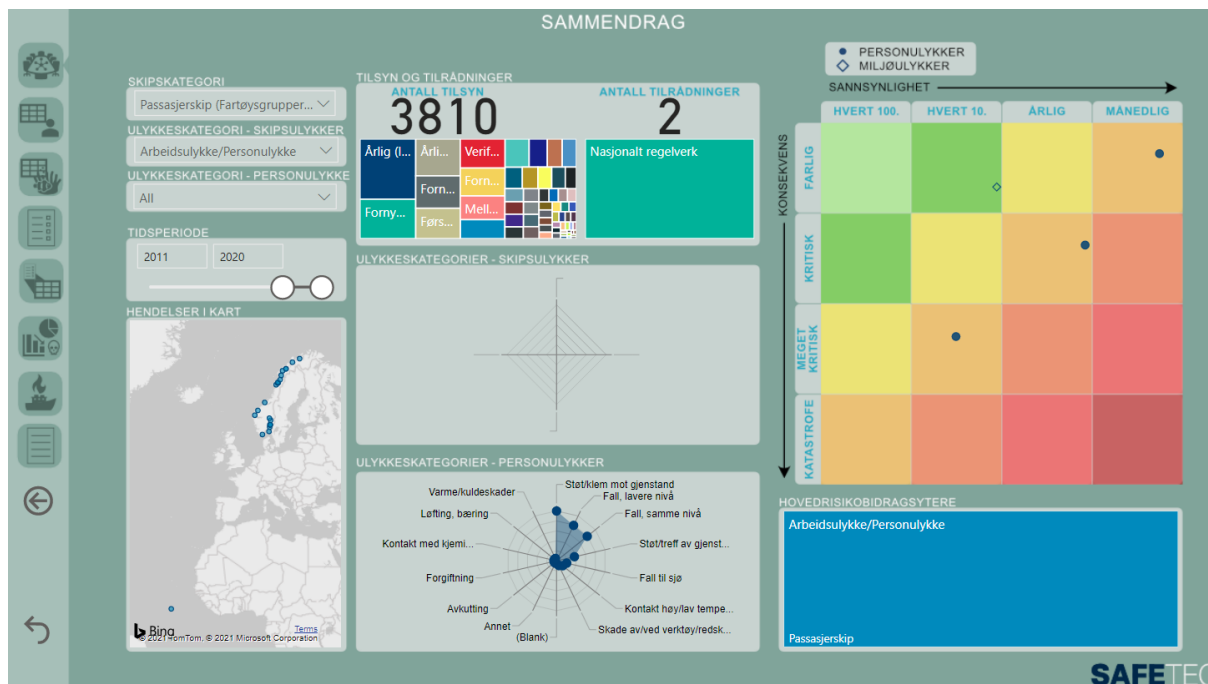 SAMMENDRAG
SKIPSKATEGORI
Passasjerskip (Fartøysgrupper...
ULYKKESKATEGORI - SKIPSULYKKER
Arbeidsulykke/Personulykke
ULYKKESKATEGORI - PERSONULYKKE
All
TIDSPERIODE
2011 2020
HENDELSER I KART
Bing
© 2021 TomTom, © 2021 Microsoft Corporation
Terms
TILSYN OG TILRÅDNINGER
ANTALL TILSYN
3810
ANTALL TILRÅDNINGER
2
Årlig (I... Årli... Verif...
Forn... Forn...
Forny... Førs... Mell...
Nasjonalt regelverk
ULYKKESKATEGORIER - SKIPSULYKKER
ULYKKESKATEGORIER - PERSONULYKKER
Støt/klem mot gjenstand
Fall, lavere nivå
Fall, samme nivå
Støt/treff av gjenst...
Fall til sjø
Kontakt høy/lav tempe...
Skade av/ved verktøy/redsk...
(Blank)
Annet
Avkutting
Forgiftning
Kontakt med kjemi...
Løfting, bæring
Varme/kuldeskader
PERSONULYKKER
MILJØULYKKER
SANNSYNLIGHET
HVERT 100. HVERT 10. ÅRLIG MÅNEDLIG
KONSEKVENS
FARLIG
KRITISK
MEGET
KRITISK
KATASTROFE
HOVEDRISIKOBIDRAGSYTERE
Arbeidsulykke/Personulykke
Passasjerskip
SAFETEC